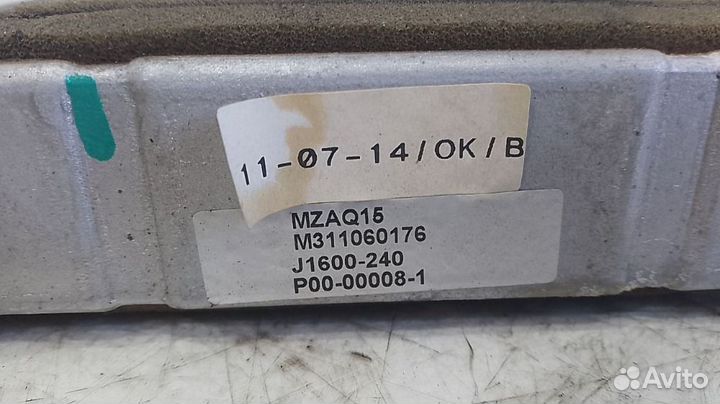 11-07-14/OK/B
MZAQ15
M311060176
J1600-240
P00-00008-1
Avito